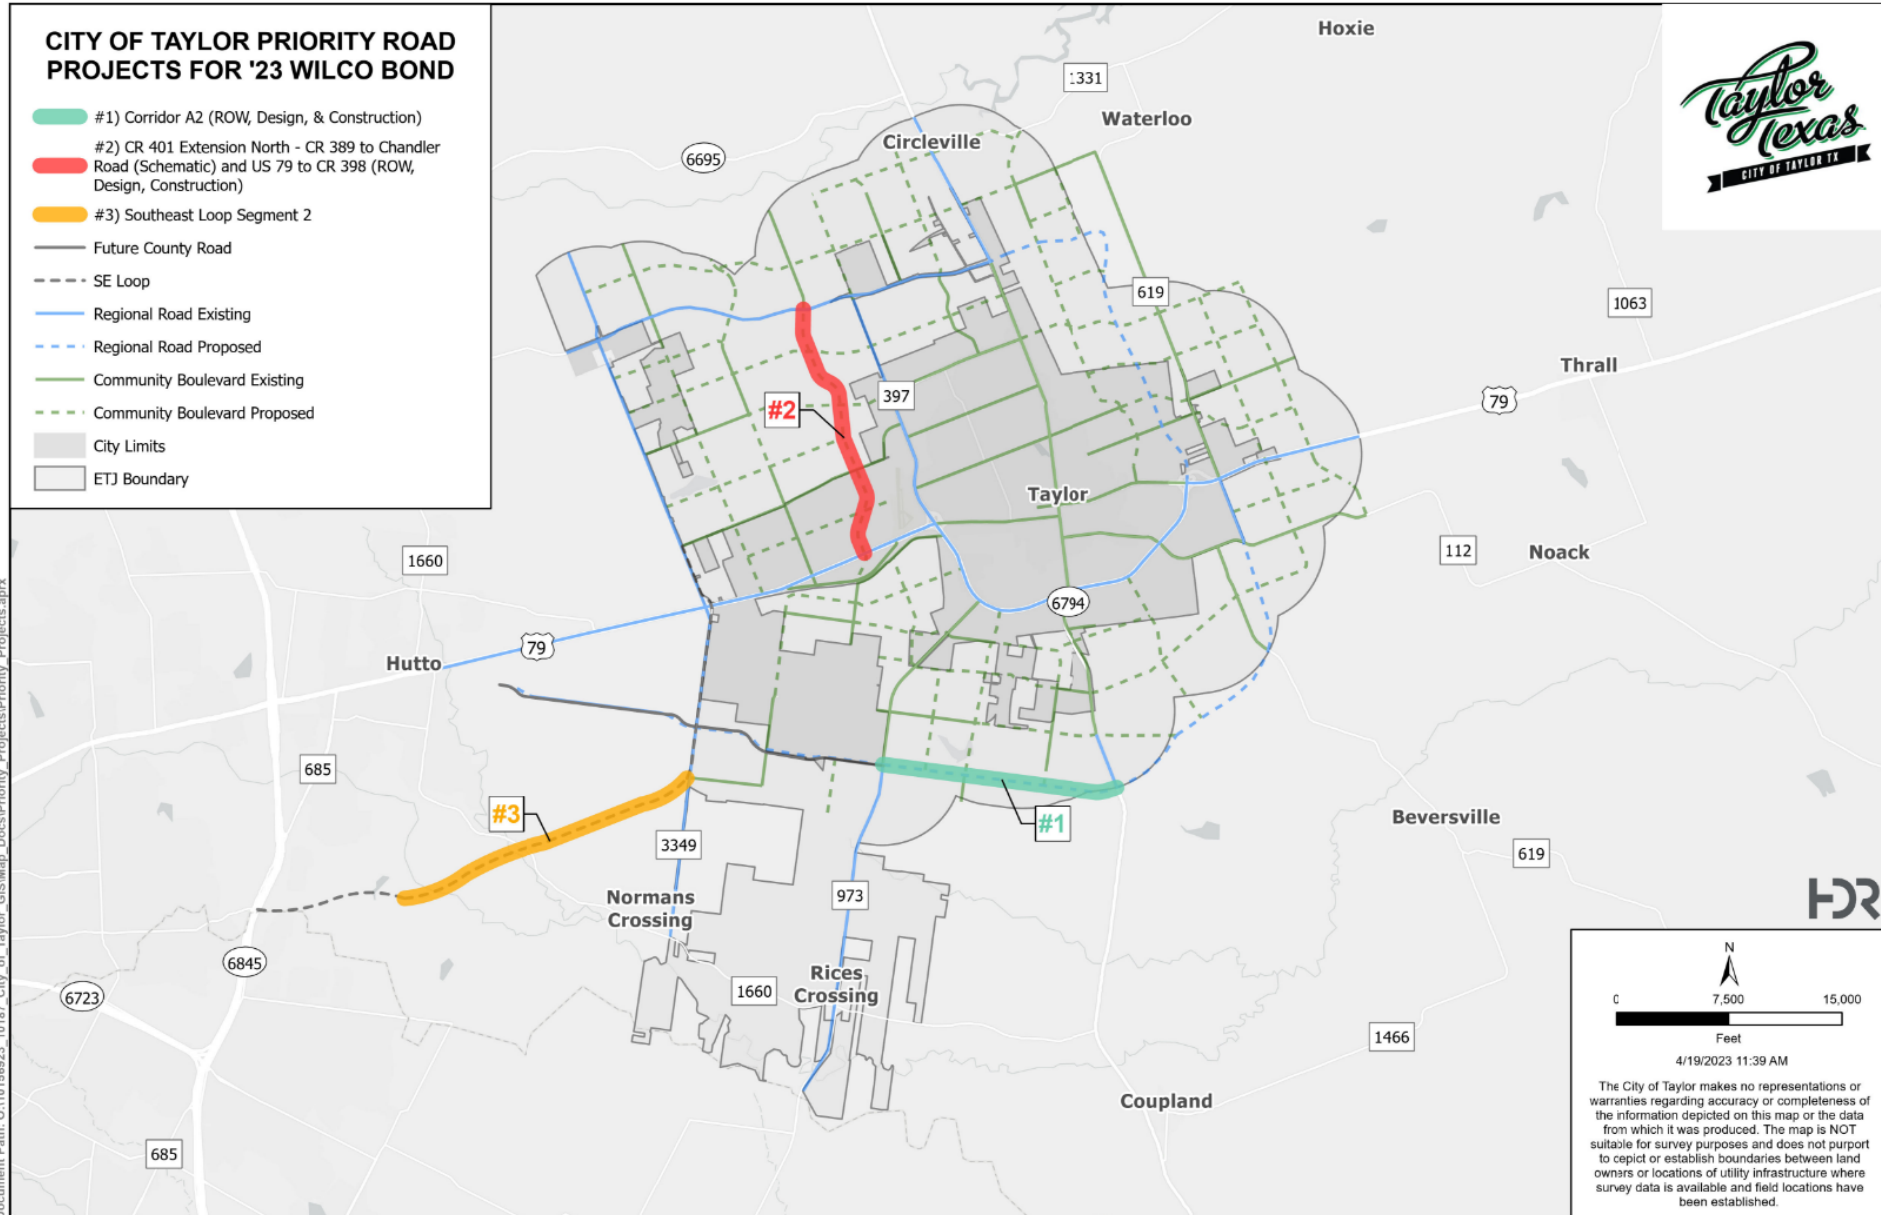 CITY OF TAYLOR PRIORITY ROAD
PROJECTS FOR '23 WILCO BOND
#1) Corridor A2 (ROW, Design, & Construction)
#2) CR 401 Extension North - CR 389 to Chandler
Road (Schematic) and US 79 to CR 398 (ROW,
Design, Construction)
#3) Southeast Loop Segment 2
Future County Road
SE Loop
Regional Road Existing
Regional Road Proposed
Community Boulevard Existing
Community Boulevard Proposed
City Limits
ETJ Boundary
Taylor
Texas
CITY OF TAYLOR TX
Hoxie
1331
Waterloo
Circleville
6695
619
1063
Thrall
79
397
#2
Taylor
112
Noack
1660
6794
79
Hutto
685
#3
#1
3349
Beversville
619
Normans
Crossing
973
6845
6723
Rices
Crossing
1660
1466
Coupland
685
HDR
N
0 7,500 15,000
Feet
4/19/2023 11:39 AM
The City of Taylor makes no representations or
warranties regarding accuracy or completeness of
the information depicted on this map or the data
from which it was produced. The map is NOT
suitable for survey purposes and does not purport
to cepict or establish boundaries between land
owners or locations of utility infrastructure where
survey data is available and field locations have
been established.